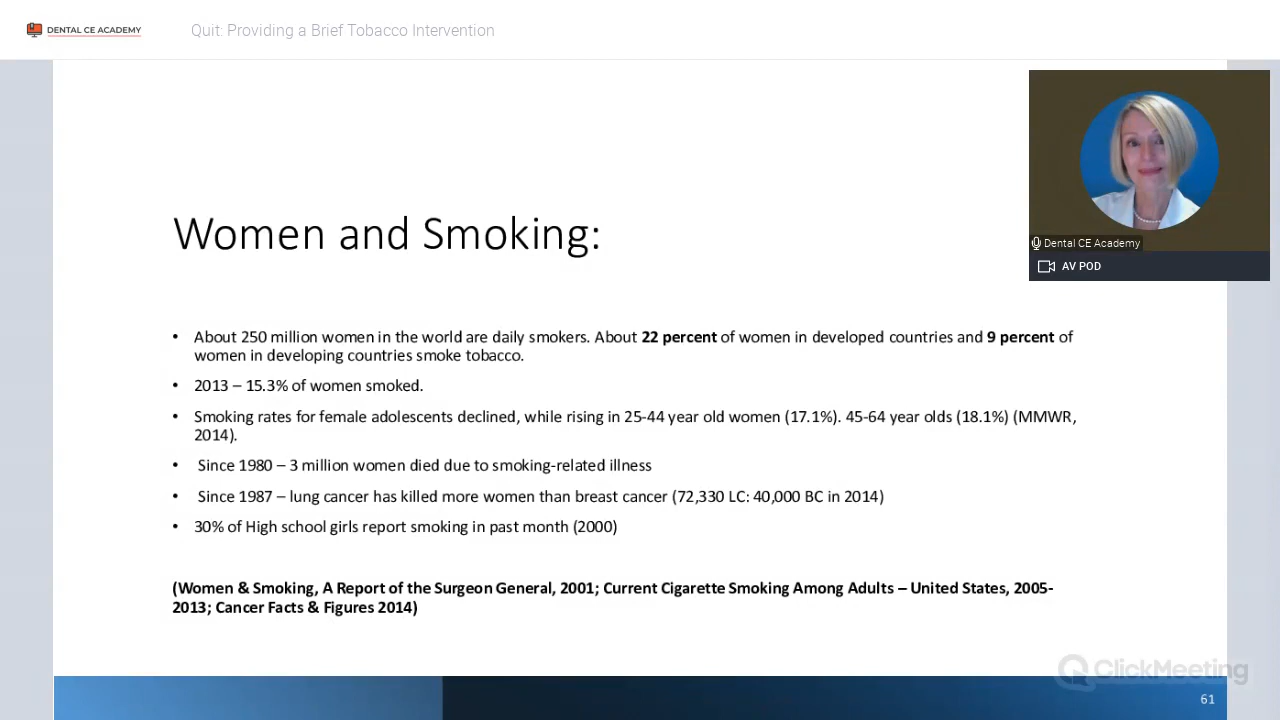 DENTAL CE ACADEMY
Quit: Providing a Brief Tobacco Intervention
Dental CE Academy
AV POD
Women and Smoking:
• About 250 million women in the world are daily smokers. About 22 percent of women in developed countries and 9 percent of
women in developing countries smoke tobacco.
• 2013 – 15.3% of women smoked.
• Smoking rates for female adolescents declined, while rising in 25-44 year old women (17.1%). 45-64 year olds (18.1%) (MMWR,
2014).
• Since 1980 – 3 million women died due to smoking-related illness
• Since 1987 – lung cancer has killed more women than breast cancer (72,330 LC: 40,000 BC in 2014)
• 30% of High school girls report smoking in past month (2000)
(Women & Smoking, A Report of the Surgeon General, 2001; Current Cigarette Smoking Among Adults – United States, 2005-
2013; Cancer Facts & Figures 2014)
ClickMeeting
61